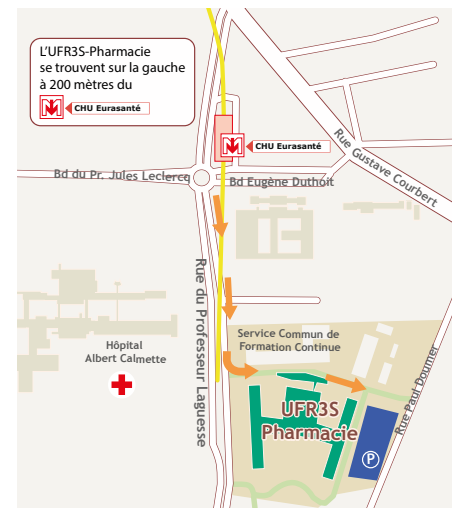 L'UFR3S-Pharmacie
se trouvent sur la gauche
à 200 mètres du
M CHU Eurasanté
M CHU Eurasanté
Rue Gustave Courbert
Bd du Pr. Jules Leclercq
Bd Eugène Duthoit
Rue du Professeur Laguesse
Service Commun de
Formation Continue
Hôpital
Albert Calmette
UFR3S
Pharmacie
Rue Paul Doumer
P